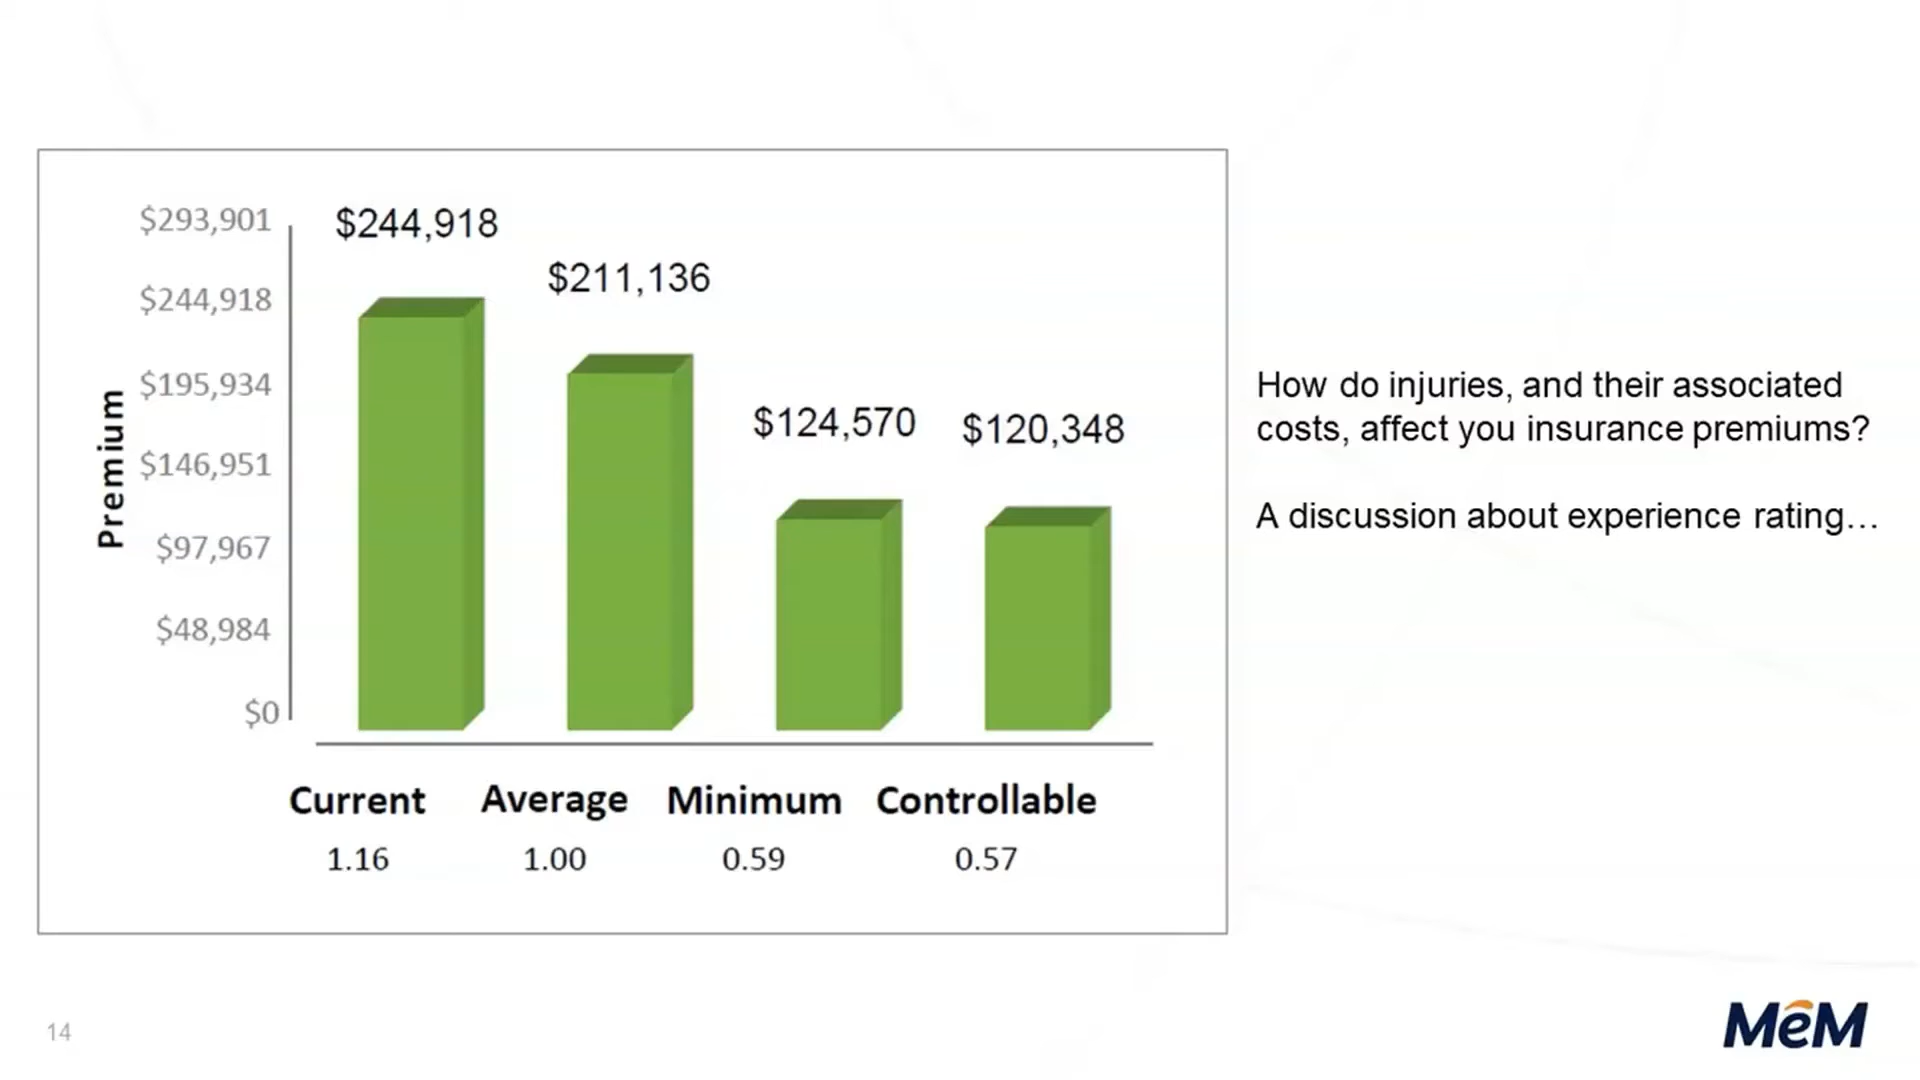 $293,901
$244,918
$195,934
$146,951
$97,967
$48,984
$0
Premium
$244,918
$211,136
$124,570
$120,348
Current Average Minimum Controllable
1.16 1.00 0.59 0.57
How do injuries, and their associated
costs, affect you insurance premiums?
A discussion about experience rating…
14
MeM